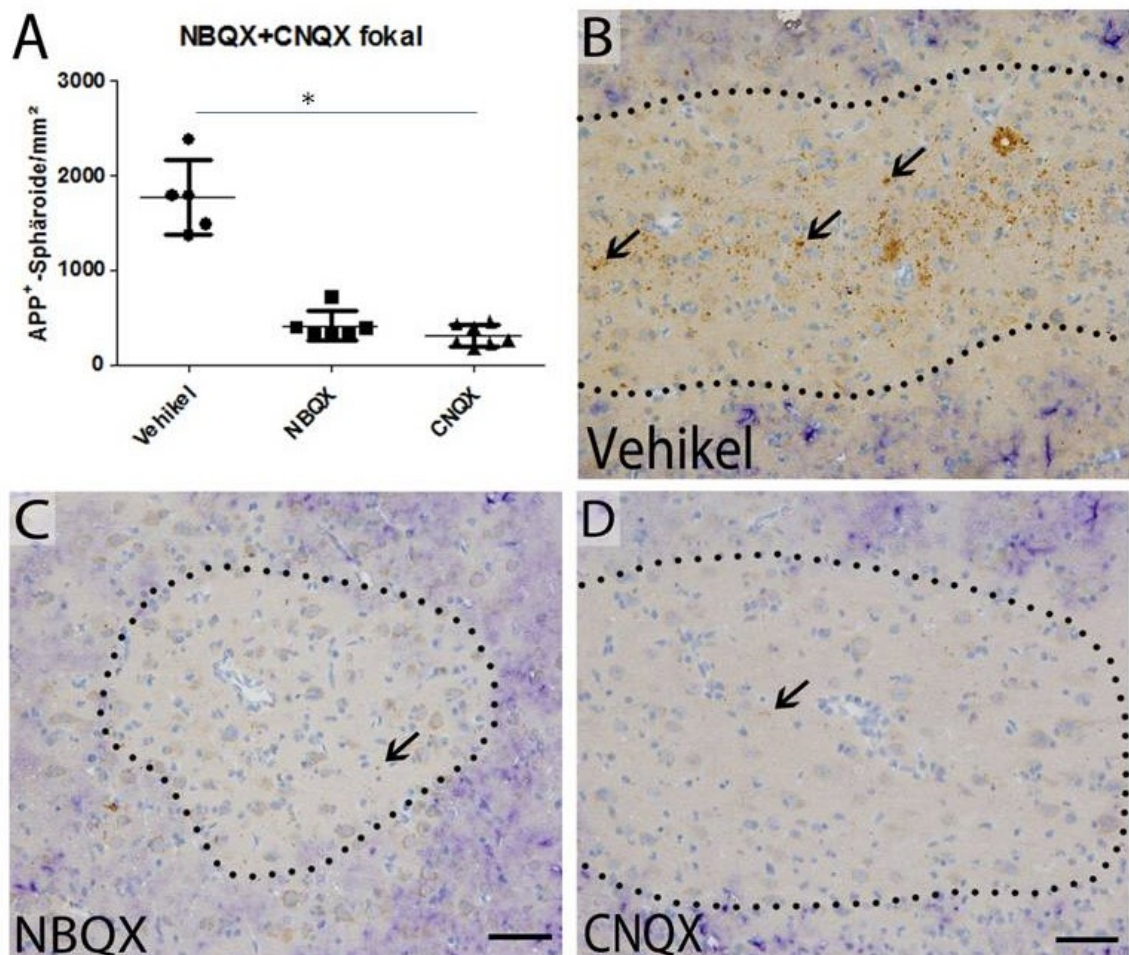 A
NBQX+CNQX fokal
APP⁺-Sphäroide/mm²
3000
2000
1000
0
*
Vehikel
NBQX
CNQX
B
Vehikel
C
NBQX
D
CNQX